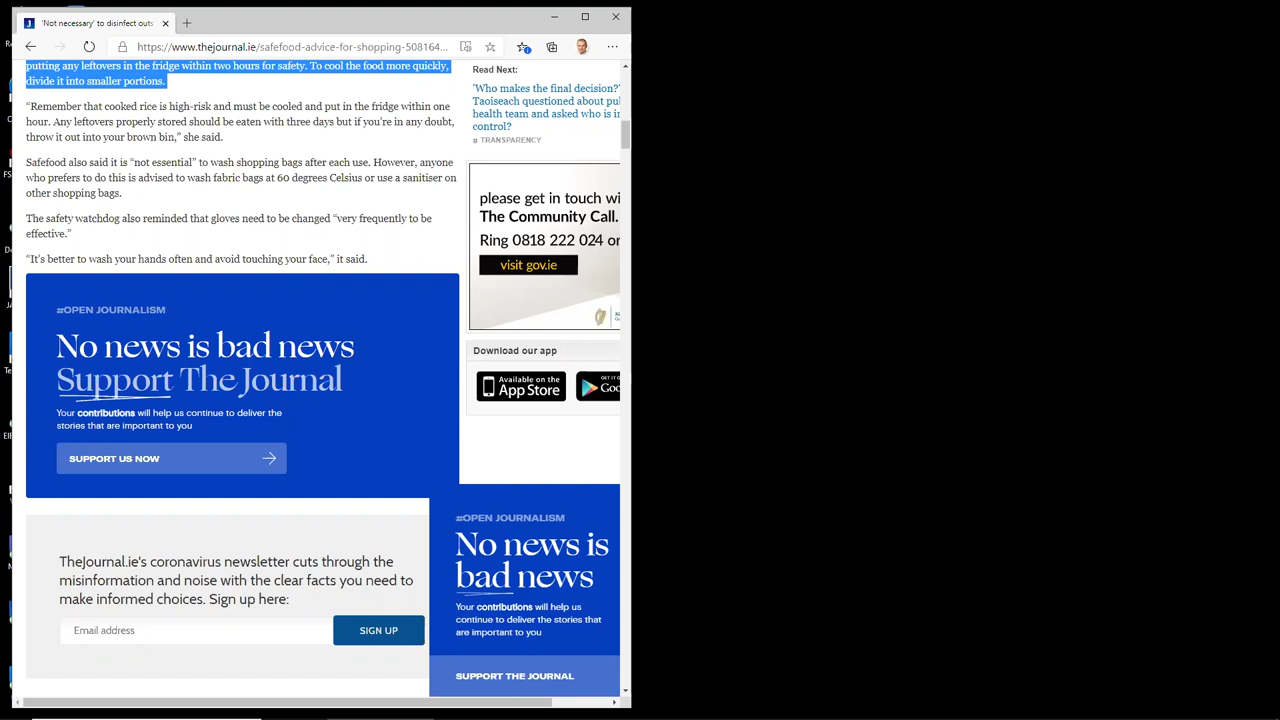 'Not necessary' to disinfect outs
https://www.thejournal.ie/safefood-advice-for-shopping-508164...
putting any leftovers in the fridge within two hours for safety. To cool the food more quickly,
divide it into smaller portions.
“Remember that cooked rice is high-risk and must be cooled and put in the fridge within one
hour. Any leftovers properly stored should be eaten with three days but if you're in any doubt,
throw it out into your brown bin,” she said.
Safefood also said it is “not essential” to wash shopping bags after each use. However, anyone
who prefers to do this is advised to wash fabric bags at 60 degrees Celsius or use a sanitiser on
other shopping bags.
The safety watchdog also reminded that gloves need to be changed “very frequently to be
effective.”
“It's better to wash your hands often and avoid touching your face,” it said.
#OPEN JOURNALISM
No news is bad news
Support The Journal
Your contributions will help us continue to deliver the
stories that are important to you
SUPPORT US NOW
TheJournal.ie's coronavirus newsletter cuts through the
misinformation and noise with the clear facts you need to
make informed choices. Sign up here:
Email address
SIGN UP
Read Next:
'Who makes the final decision?'
Taoiseach questioned about pu
health team and asked who is in
control?
# TRANSPARENCY
please get in touch wi
The Community Call.
Ring 0818 222 024 or
visit gov.ie
Download our app
Available on the
App Store
GET IT O
Goo
#OPEN JOURNALISM
No news is
bad news
Your contributions will help us
continue to deliver the stories
that are important to you
SUPPORT THE JOURNAL